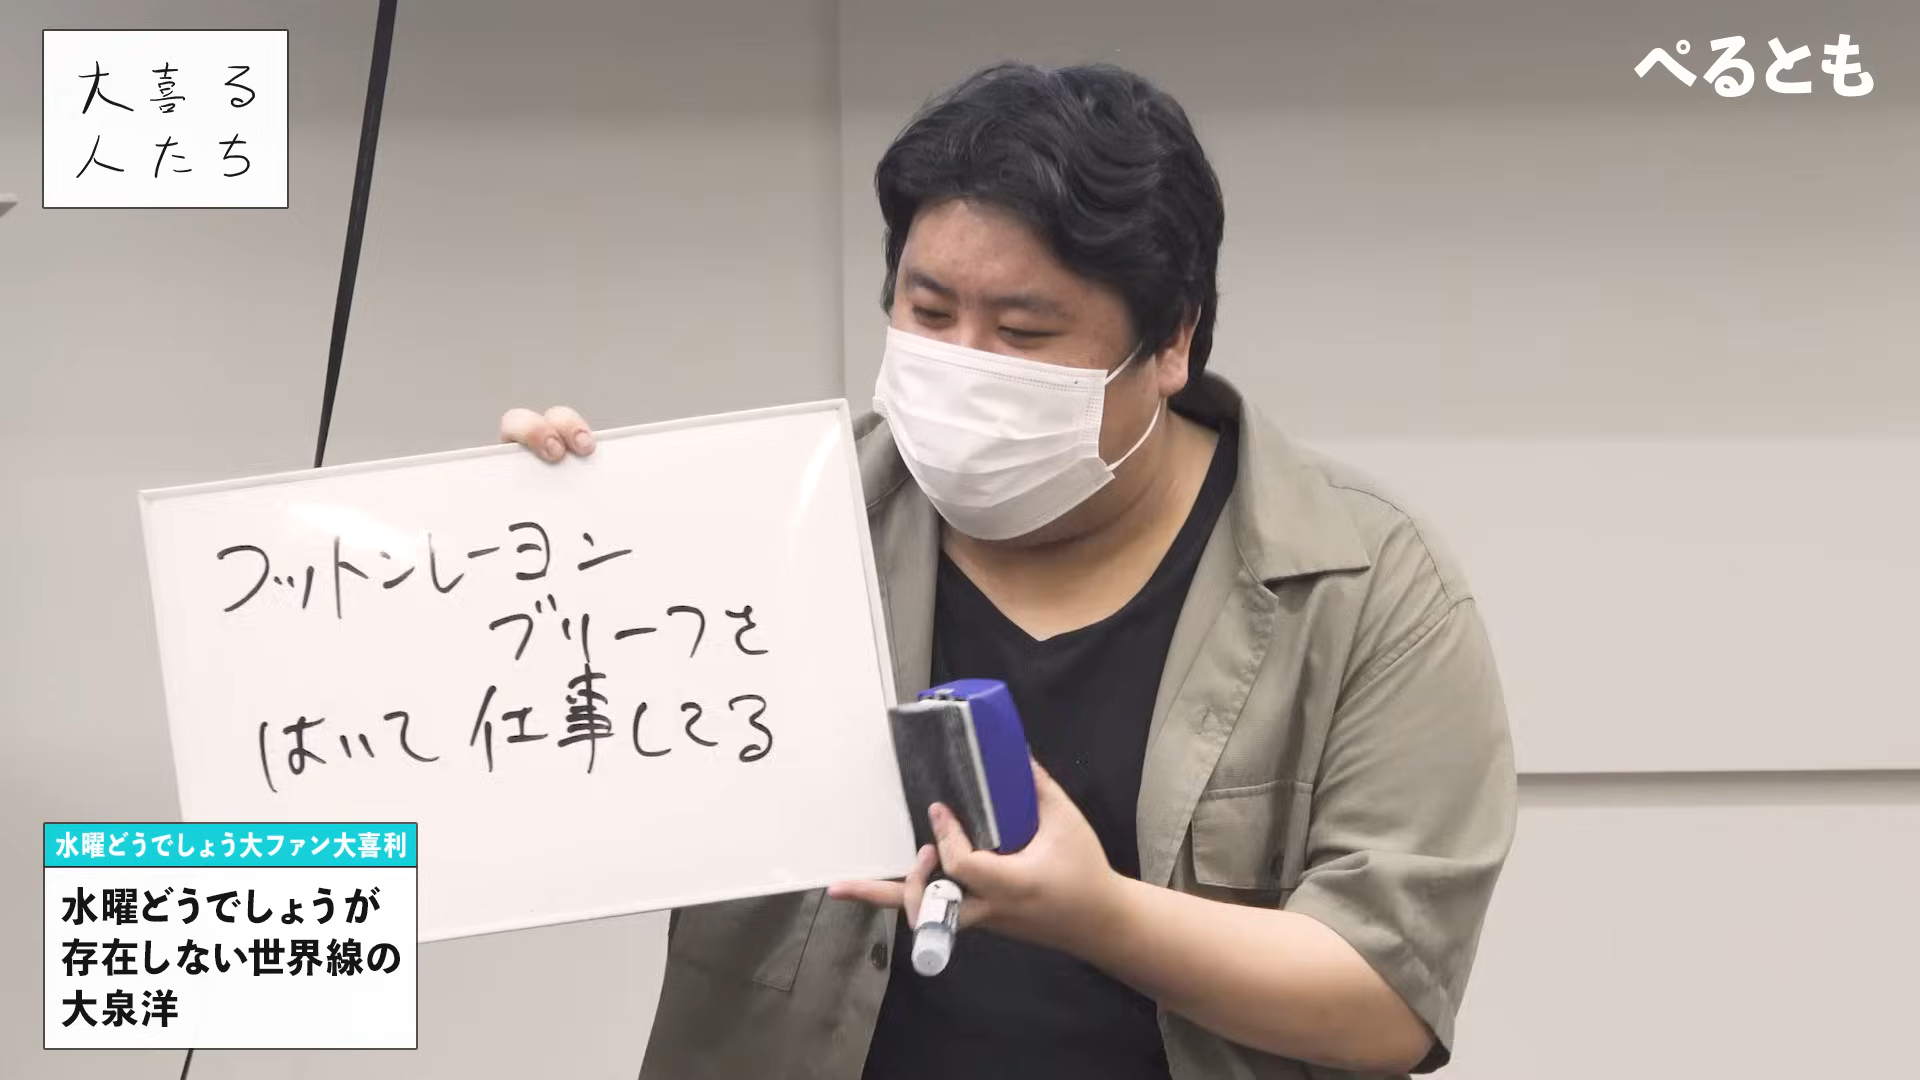 大喜る
人たち
ぺるとも
フットンレーヨン
ブリーフを
はいて仕事してる
水曜どうでしょう大ファン大喜利
水曜どうでしょうが
存在しない世界線の
大泉洋